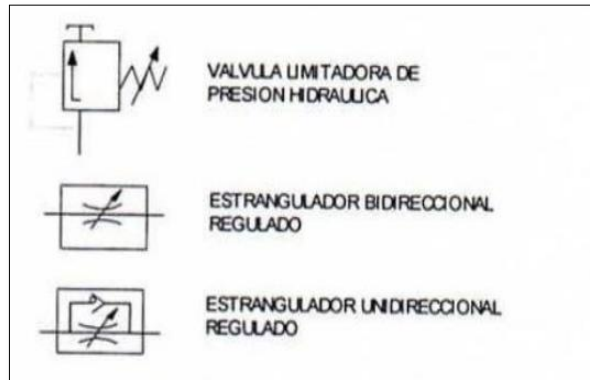 VALVULA LIMITADORA DE
PRESION HIDRAULICA
ESTRANGULADOR BIDIRECCIONAL
REGULADO
ESTRANGULADOR UNIDIRECCIONAL
REGULADO